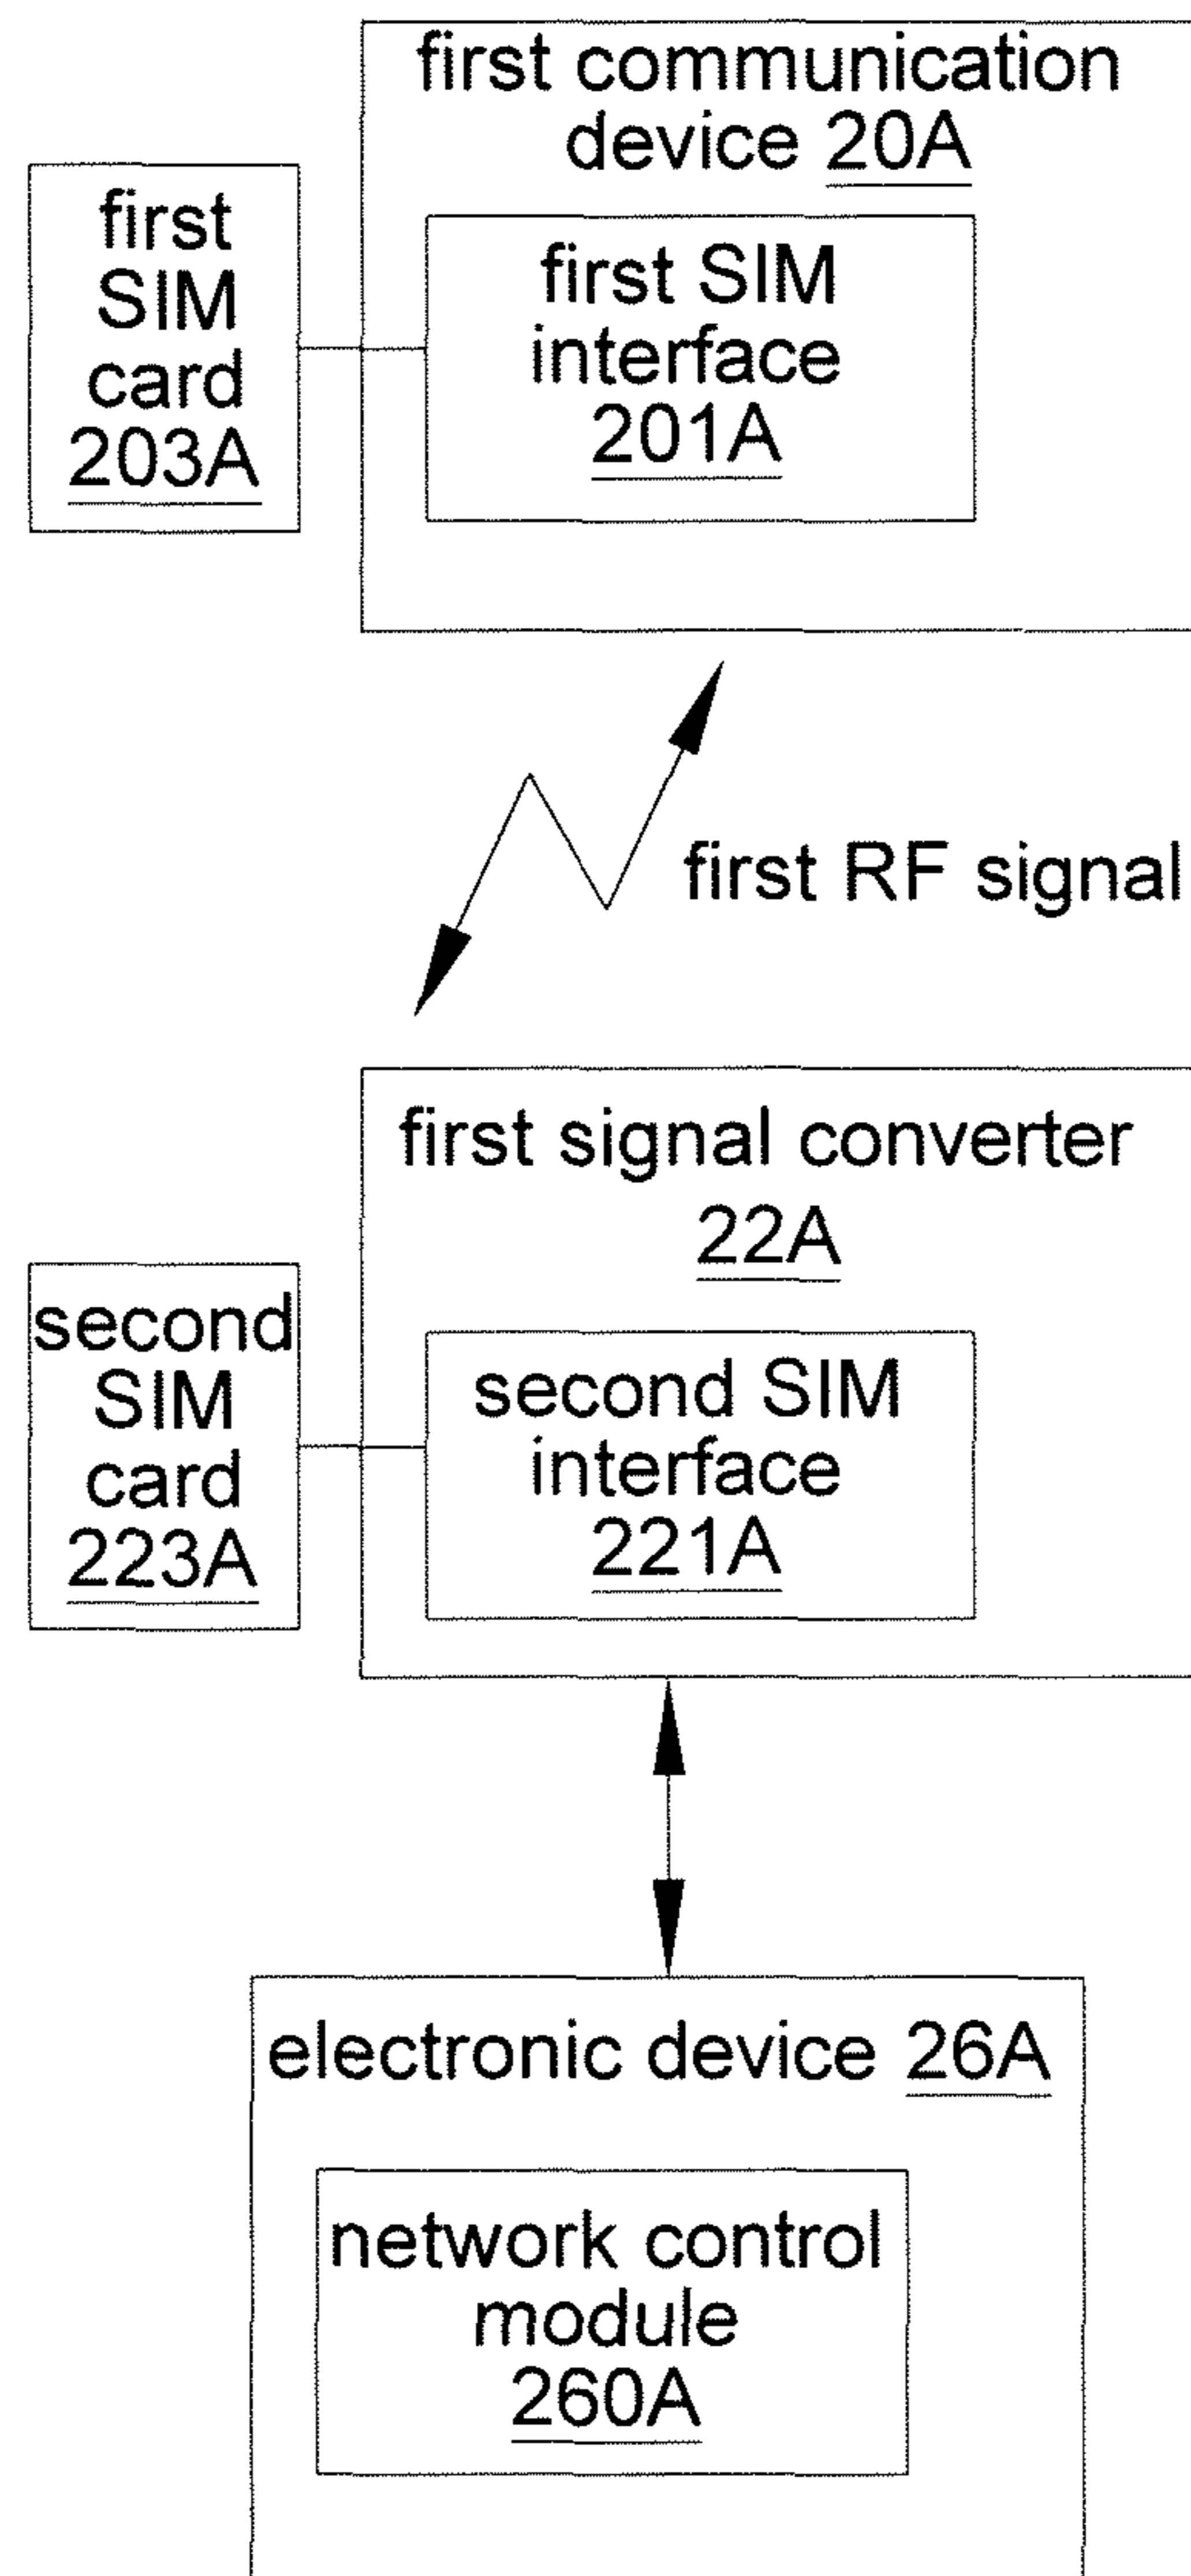 first communication
device 20A
first
SIM
card
203A
first SIM
interface
201A
first RF signal
first signal converter
22A
second
SIM
card
223A
second SIM
interface
221A
electronic device 26A
network control
module
260A